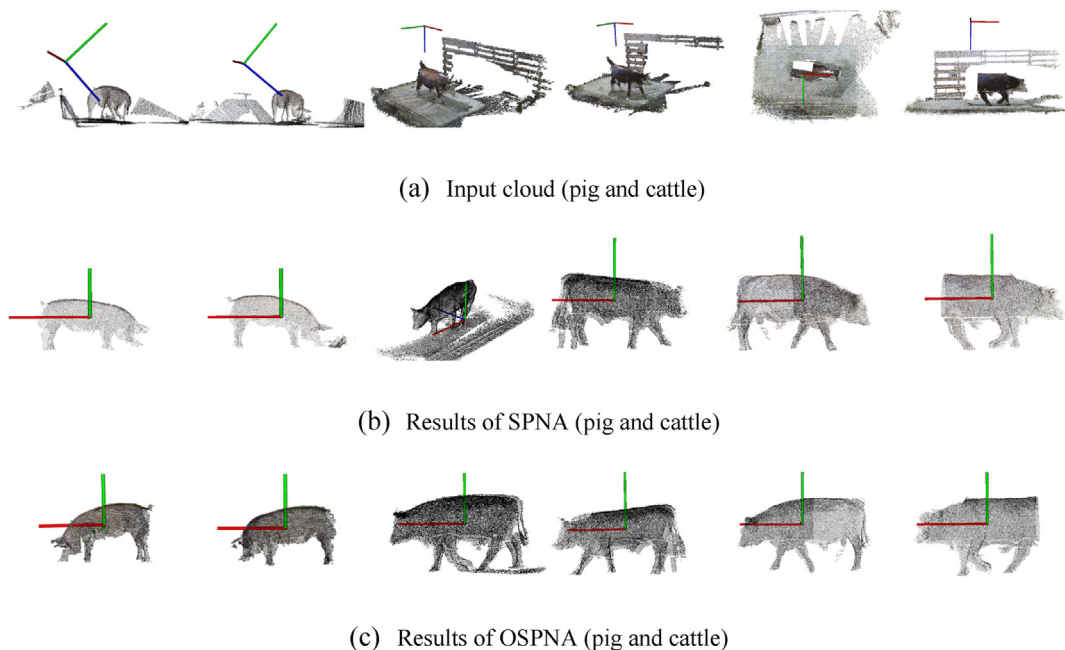 (a) Input cloud (pig and cattle)
(b) Results of SPNA (pig and cattle)
(c) Results of OSPNA (pig and cattle)